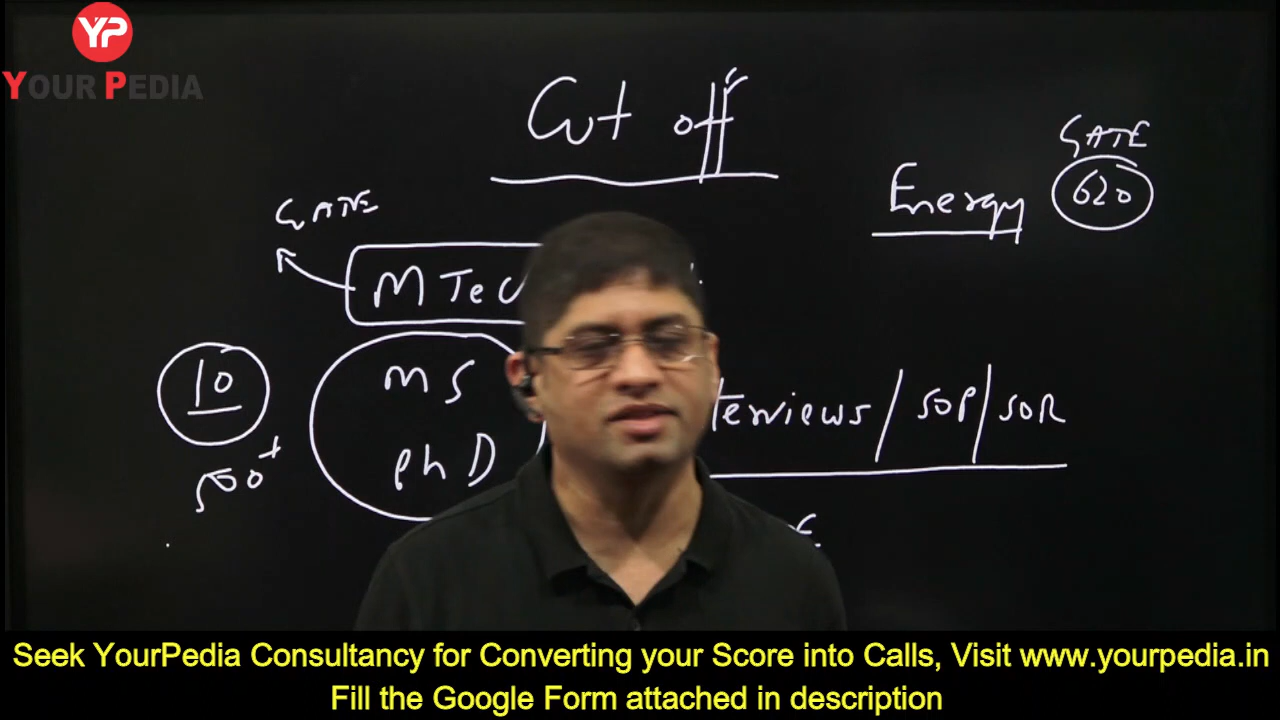 YP
YOUR PEDIA
Cut off
GATE
Energy 620
GATE
MTec
10
MS
500+
PhD
terviews / SOP / SOR
Seek YourPedia Consultancy for Converting your Score into Calls, Visit www.yourpedia.in
Fill the Google Form attached in description